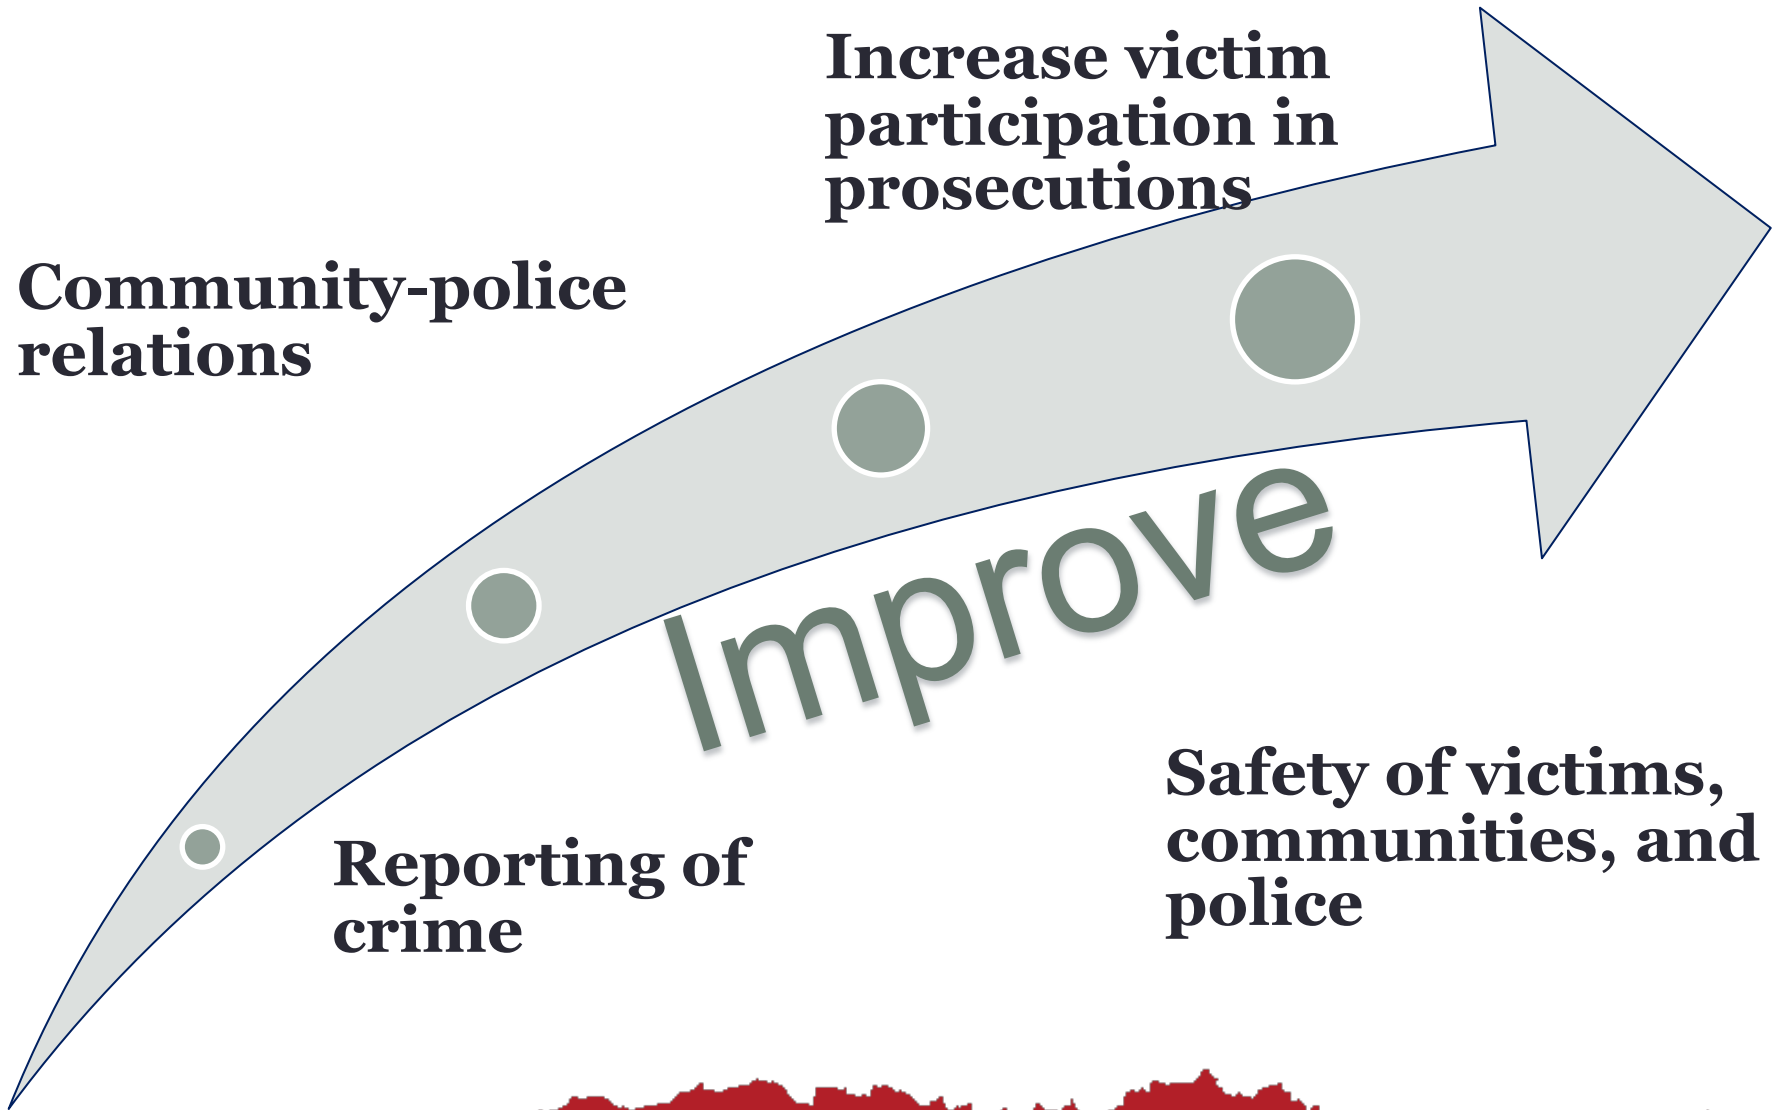 Increase victim
participation in
prosecutions
Community-police
relations
Improve
Safety of victims,
communities, and
police
Reporting of
crime